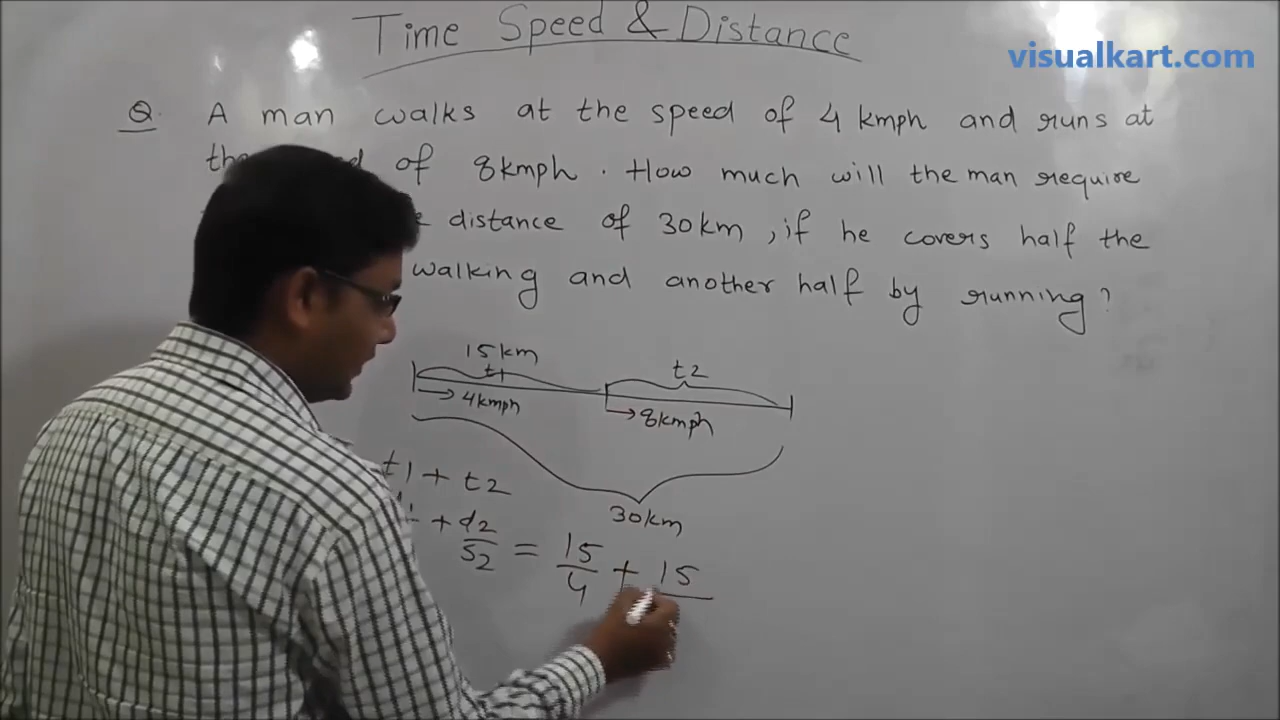 Time Speed & Distance
visualkart.com
Q. A man walks at the speed of 4 kmph and runs at
of 8kmph. How much will the man require
distance of 30km, if he covers half the
walking and another half by running?
15km
t1
t2
4kmph
8kmph
30km
t1 + t2
+ d2/s2 = 15/4 + 15